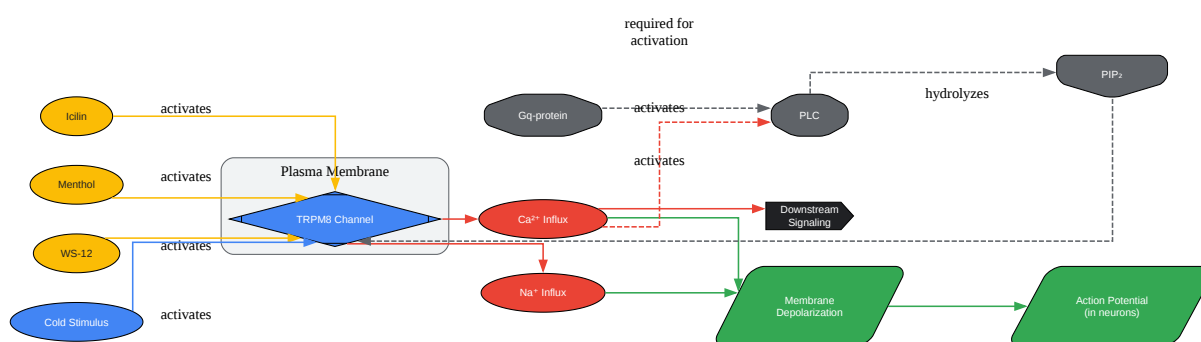 required for
activation
PIP₂
hydrolyzes
Icilin
activates
Gq-protein
activates
PLC
activates
Plasma Membrane
Menthol
activates
TRPM8 Channel
Ca²⁺ Influx
Downstream
Signaling
WS-12
activates
Na⁺ Influx
Membrane
Depolarization
Action Potential
(in neurons)
Cold Stimulus
activates